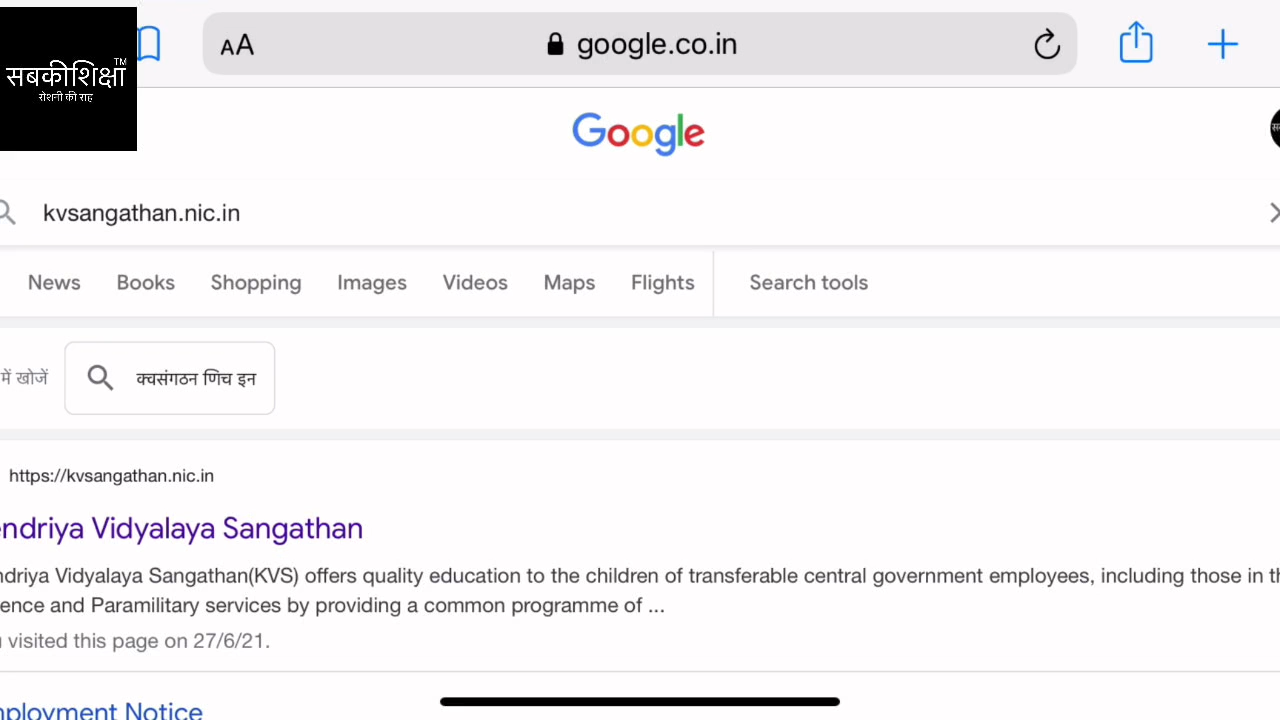 सबकीशिक्षा™
रोशनी की राह
AA
google.co.in
Google
kvsangathan.nic.in
News Books Shopping Images Videos Maps Flights Search tools
में खोजें
क्वसंगठन णिच इन
https://kvsangathan.nic.in
endriya Vidyalaya Sangathan
ndriya Vidyalaya Sangathan(KVS) offers quality education to the children of transferable central government employees, including those in th
ence and Paramilitary services by providing a common programme of ...
visited this page on 27/6/21.
ployment Notice